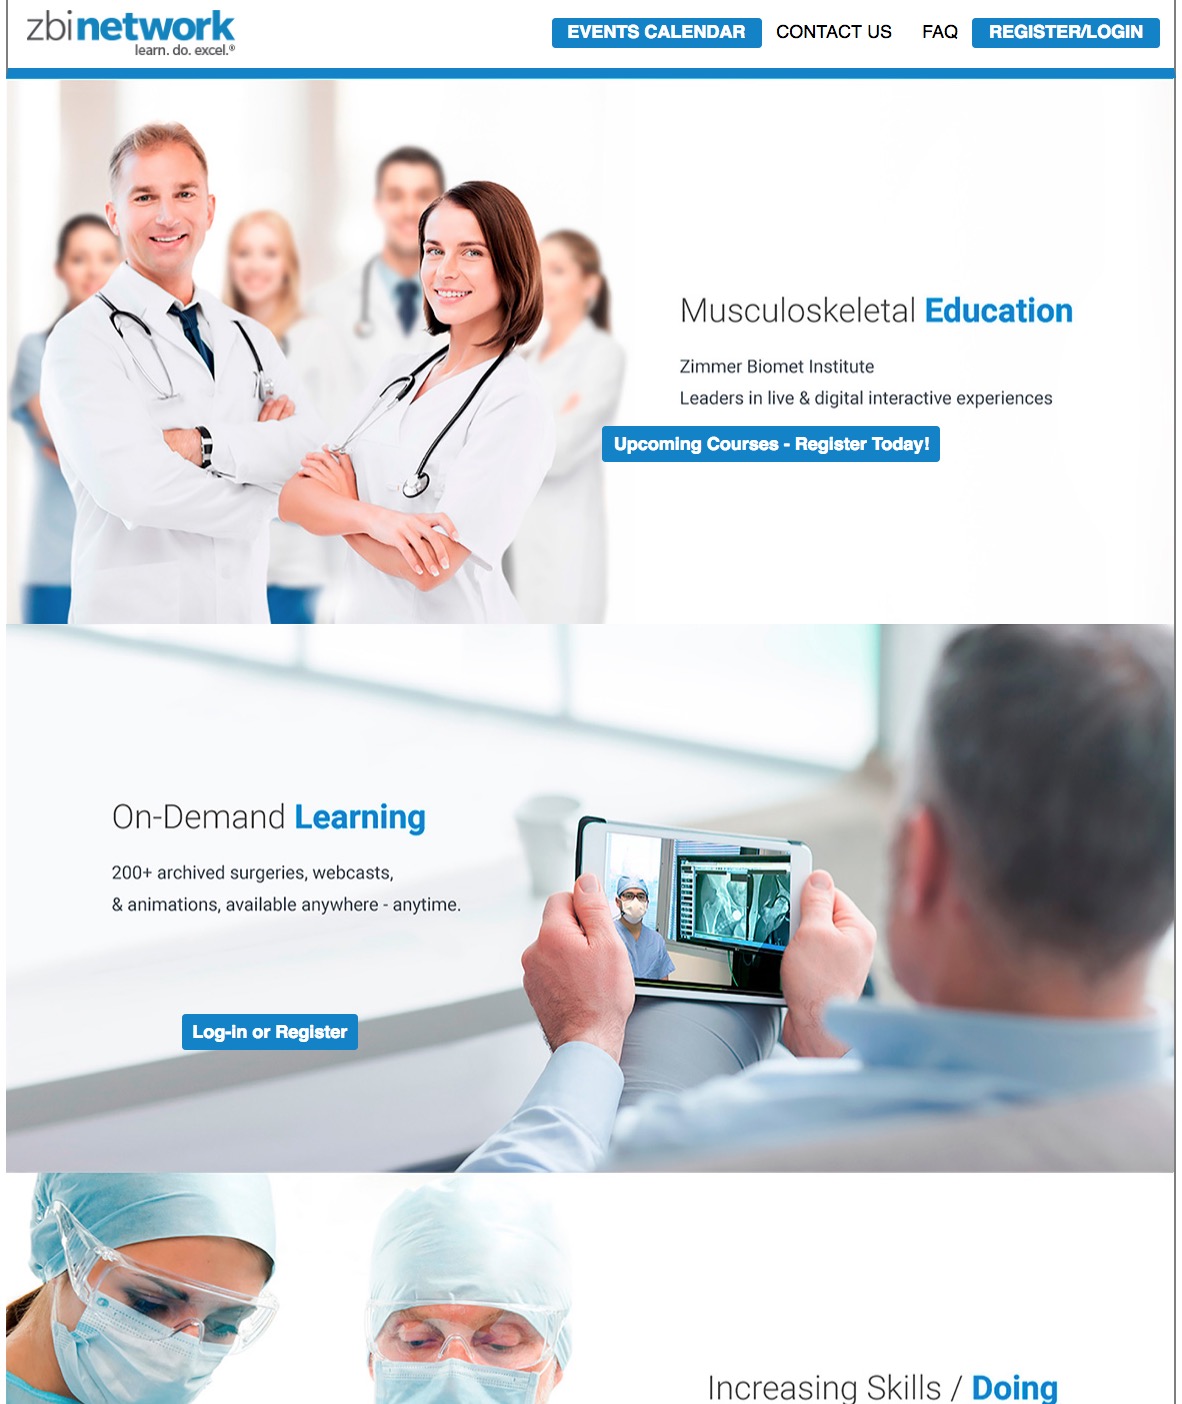 zbinetwork
learn. do. excel.®
EVENTS CALENDAR
CONTACT US
FAQ
REGISTER/LOGIN
Musculoskeletal Education
Zimmer Biomet Institute
Leaders in live & digital interactive experiences
Upcoming Courses - Register Today!
On-Demand Learning
200+ archived surgeries, webcasts,
& animations, available anywhere - anytime.
Log-in or Register
Increasing Skills / Doing